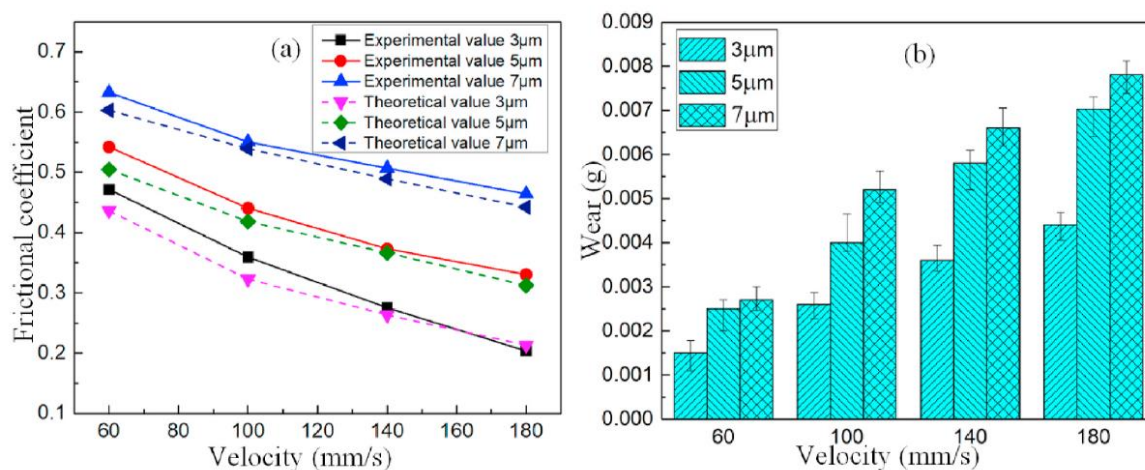 (a)
Experimental value 3μm
Experimental value 5μm
Experimental value 7μm
Theoretical value 3μm
Theoretical value 5μm
Theoretical value 7μm
Frictional coefficient
0.7
0.6
0.5
0.4
0.3
0.2
0.1
60 80 100 120 140 160 180
Velocity (mm/s)
(b)
3μm
5μm
7μm
Wear (g)
0.009
0.008
0.007
0.006
0.005
0.004
0.003
0.002
0.001
0.000
60 100 140 180
Velocity (mm/s)